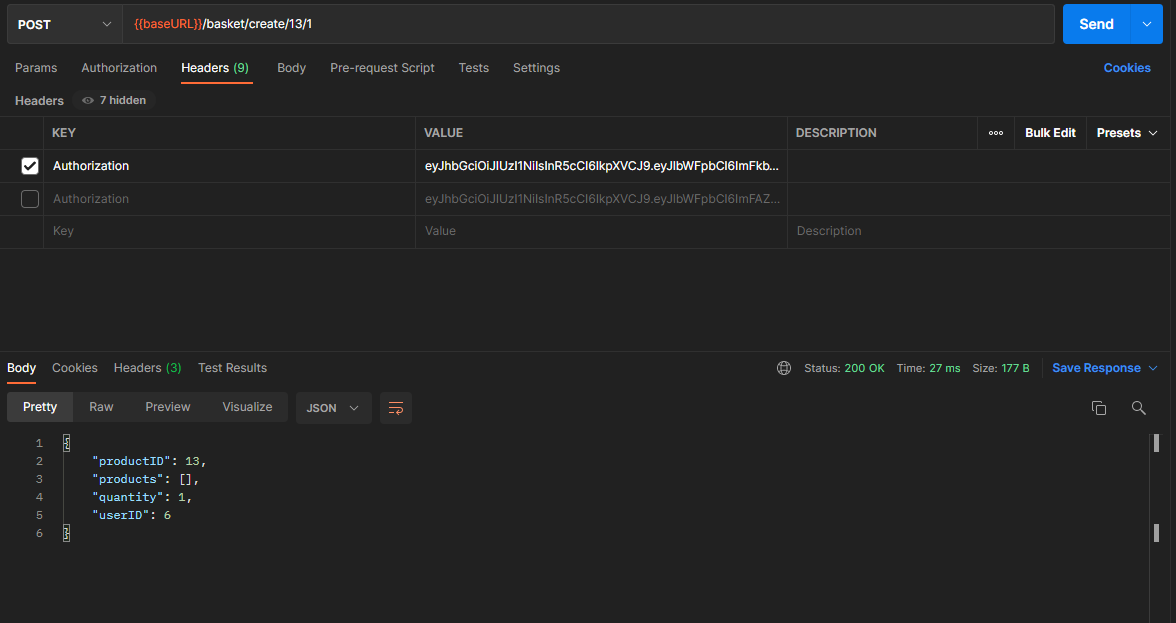 POST {{baseURL}}/basket/create/13/1 Send
Params Authorization Headers (9) Body Pre-request Script Tests Settings Cookies
Headers 7 hidden
KEY VALUE DESCRIPTION Bulk Edit Presets
Authorization eyJhbGciOiJIUzI1NiIsInR5cCI6IkpXVCJ9.eyJlbWFpbCI6ImFkb...
Authorization eyJhbGciOiJIUzI1NiIsInR5cCI6IkpXVCJ9.eyJlbWFpbCI6ImFAZ...
Key Value Description
Body Cookies Headers (3) Test Results Status: 200 OK Time: 27 ms Size: 177 B Save Response
Pretty Raw Preview Visualize JSON
1 {
2 "productID": 13,
3 "products": [],
4 "quantity": 1,
5 "userID": 6
6 }